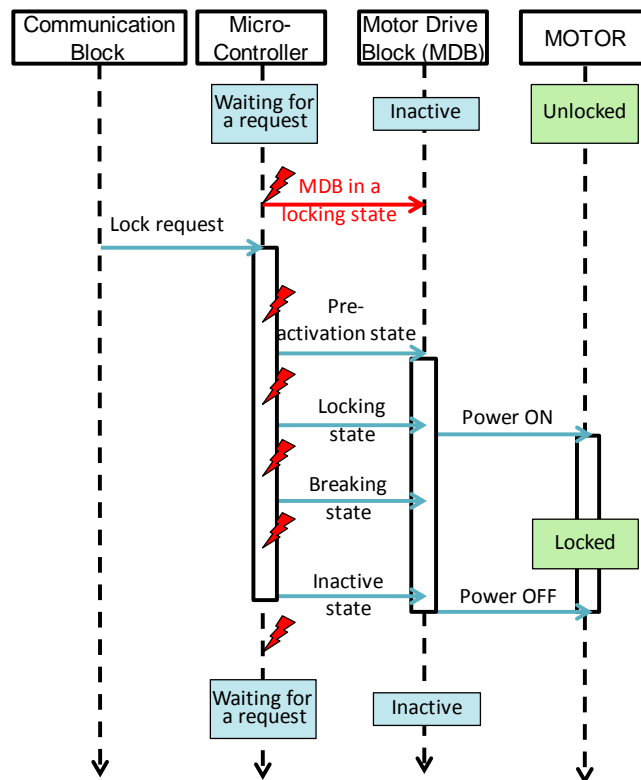 Communication
Block
Micro-
Controller
Motor Drive
Block (MDB)
MOTOR
Waiting for
a request
Inactive
Unlocked
MDB in a
locking state
Lock request
Pre-
activation state
Locking
state
Power ON
Breaking
state
Locked
Inactive
state
Power OFF
Waiting for
a request
Inactive